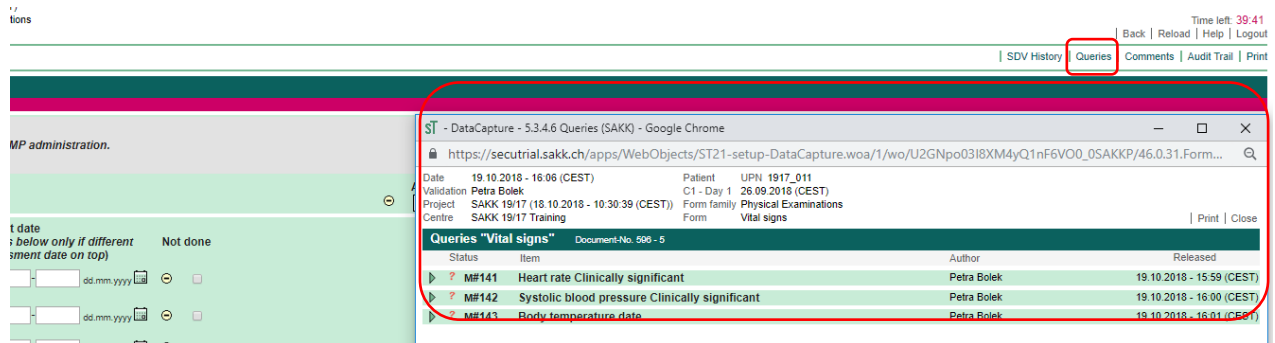 tions
Time left: 39:41
| Back | Reload | Help | Logout
| SDV History | Queries | Comments | Audit Trail | Print
MP administration.
t date
s below only if different
sment date on top)
Not done
- dd.mm.yyyy
- dd.mm.yyyy
sT - DataCapture - 5.3.4.6 Queries (SAKK) - Google Chrome
https://secutrial.sakk.ch/apps/WebObjects/ST21-setup-DataCapture.woa/1/wo/U2GNpo03I8XM4yQ1nF6VO0_0SAKKP/46.0.31.Form...
Date 19.10.2018 - 16:06 (CEST) Patient UPN 1917_011
Validation Petra Bolek C1 - Day 1 26.09.2018 (CEST)
Project SAKK 19/17 (18.10.2018 - 10:30:39 (CEST)) Form family Physical Examinations
Centre SAKK 19/17 Training Form Vital signs | Print | Close
Queries "Vital signs" Document-No. 596 - 5
Status Item Author Released
? M#141 Heart rate Clinically significant Petra Bolek 19.10.2018 - 15:59 (CEST)
? M#142 Systolic blood pressure Clinically significant Petra Bolek 19.10.2018 - 16:00 (CEST)
? M#143 Body temperature date Petra Bolek 19.10.2018 - 16:01 (CEST)